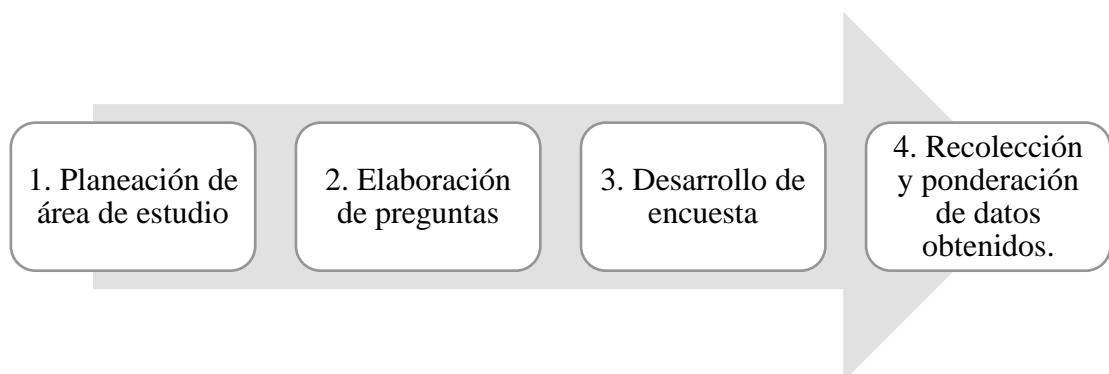 1. Planeación de
área de estudio
2. Elaboración
de preguntas
3. Desarrollo de
encuesta
4. Recolección
y ponderación
de datos
obtenidos.